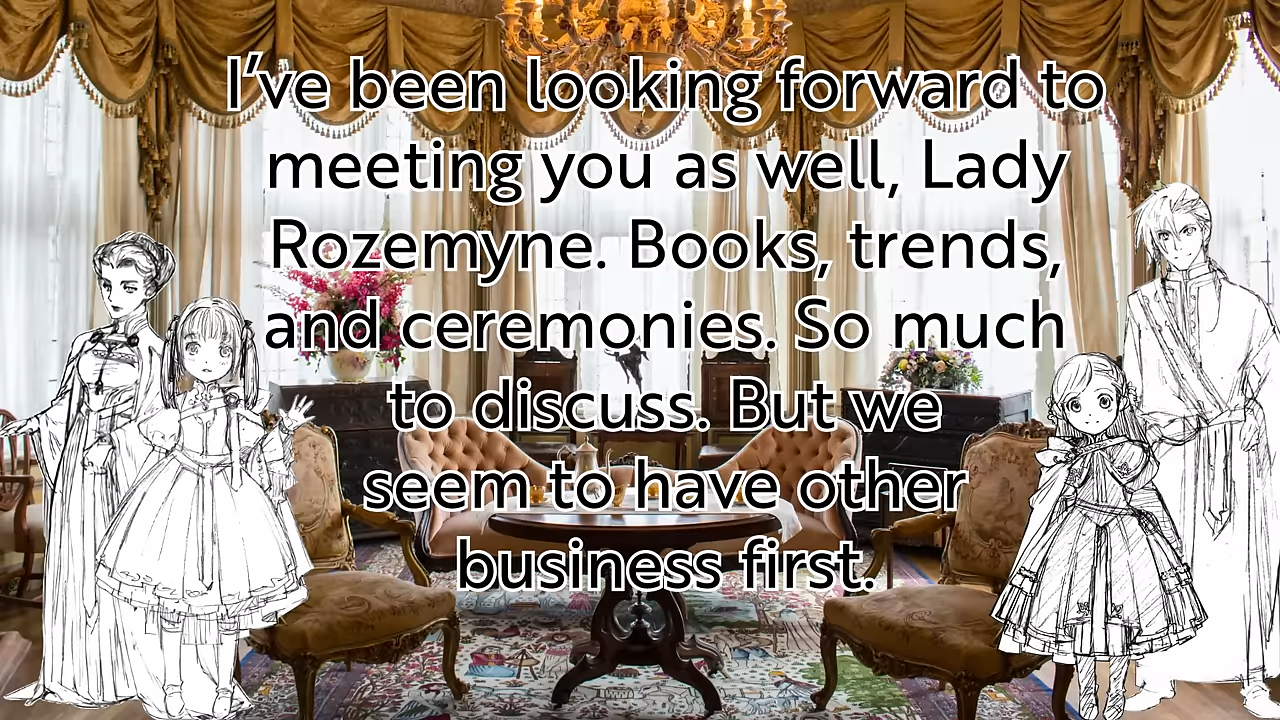 I’ve been looking forward to
meeting you as well, Lady
Rozemyne. Books, trends,
and ceremonies. So much
to discuss. But we
seem to have other
business first.